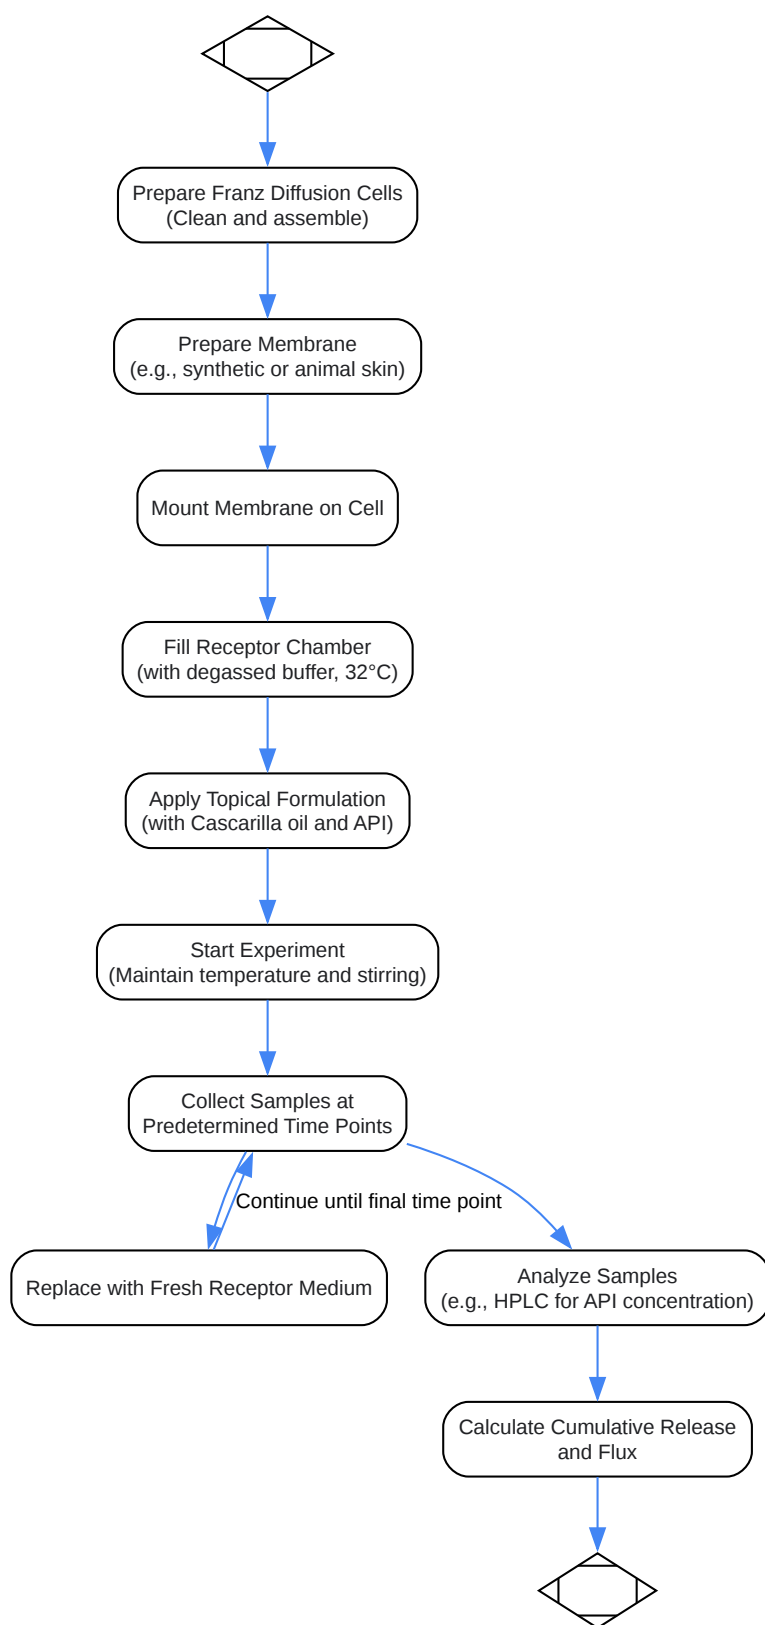 Prepare Franz Diffusion Cells
(Clean and assemble)
Prepare Membrane
(e.g., synthetic or animal skin)
Mount Membrane on Cell
Fill Receptor Chamber
(with degassed buffer, 32°C)
Apply Topical Formulation
(with Cascarilla oil and API)
Start Experiment
(Maintain temperature and stirring)
Collect Samples at
Predetermined Time Points
Continue until final time point
Replace with Fresh Receptor Medium
Analyze Samples
(e.g., HPLC for API concentration)
Calculate Cumulative Release
and Flux